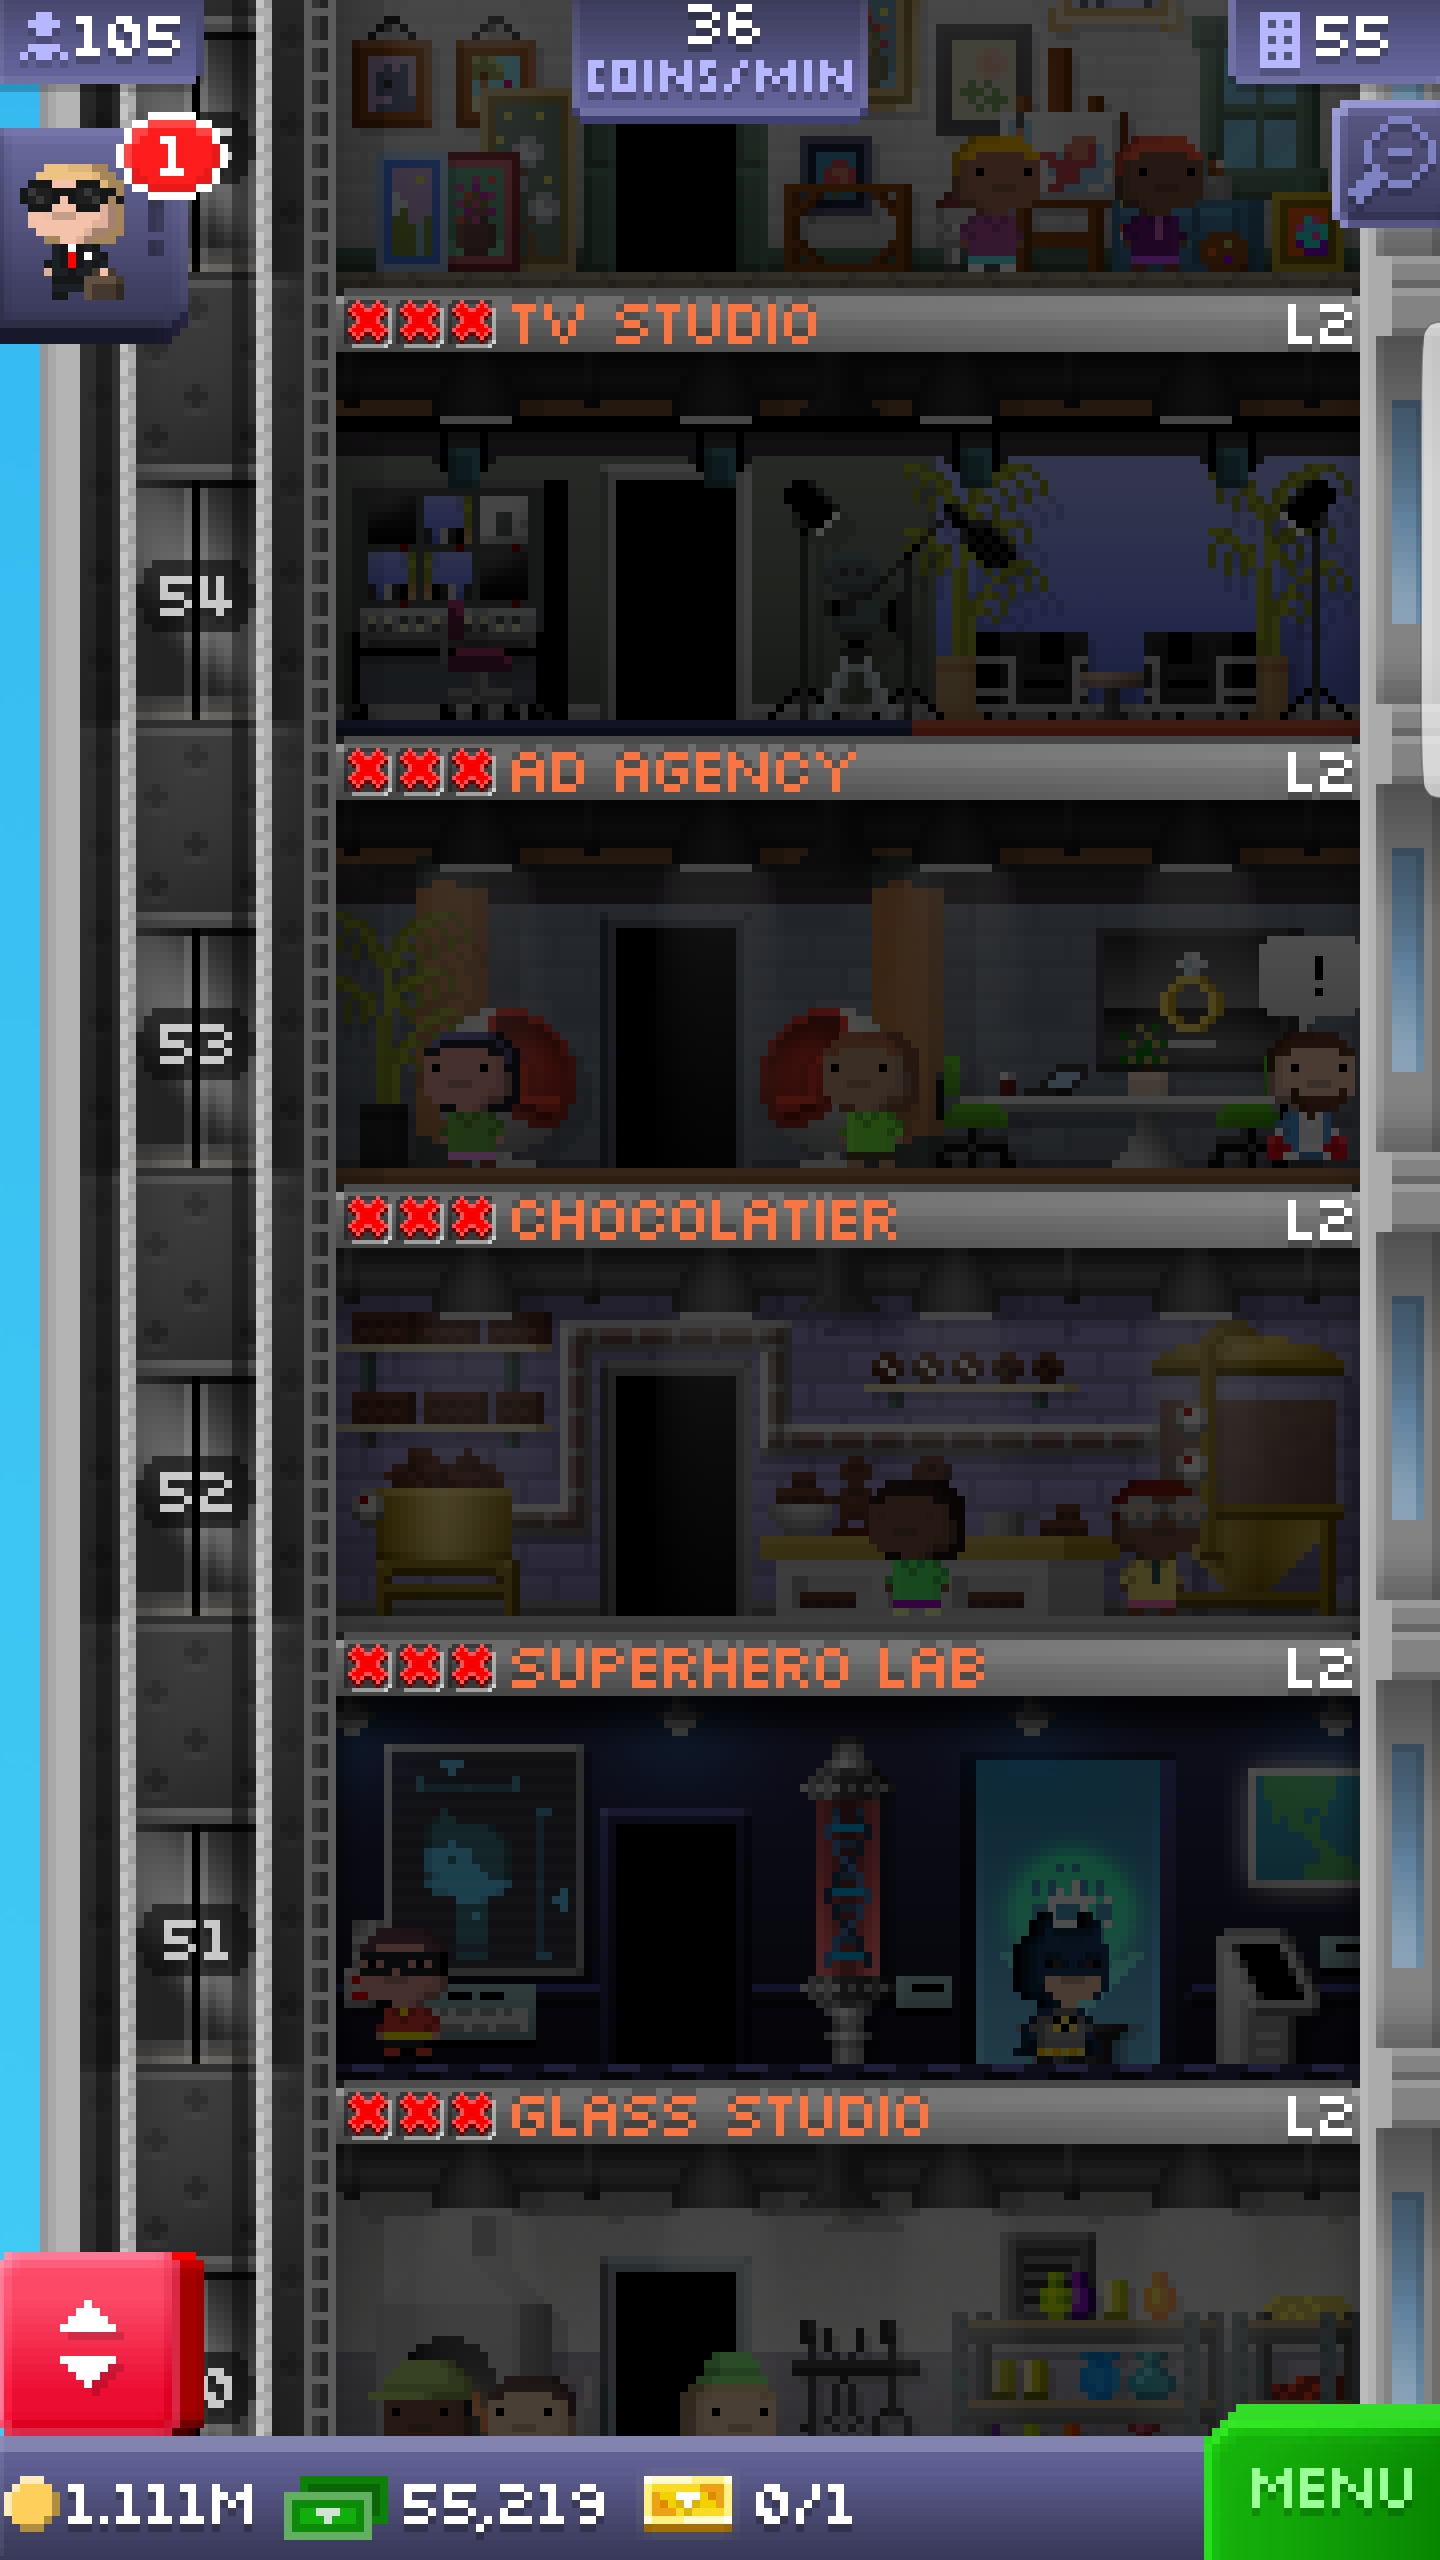 105
36
COINS/MIN
55
1
TV STUDIO L2
54
AD AGENCY L2
!
53
CHOCOLATIER L2
52
SUPERHERO LAB L2
51
GLASS STUDIO L2
0
1.111M 55,219 0/1
MENU